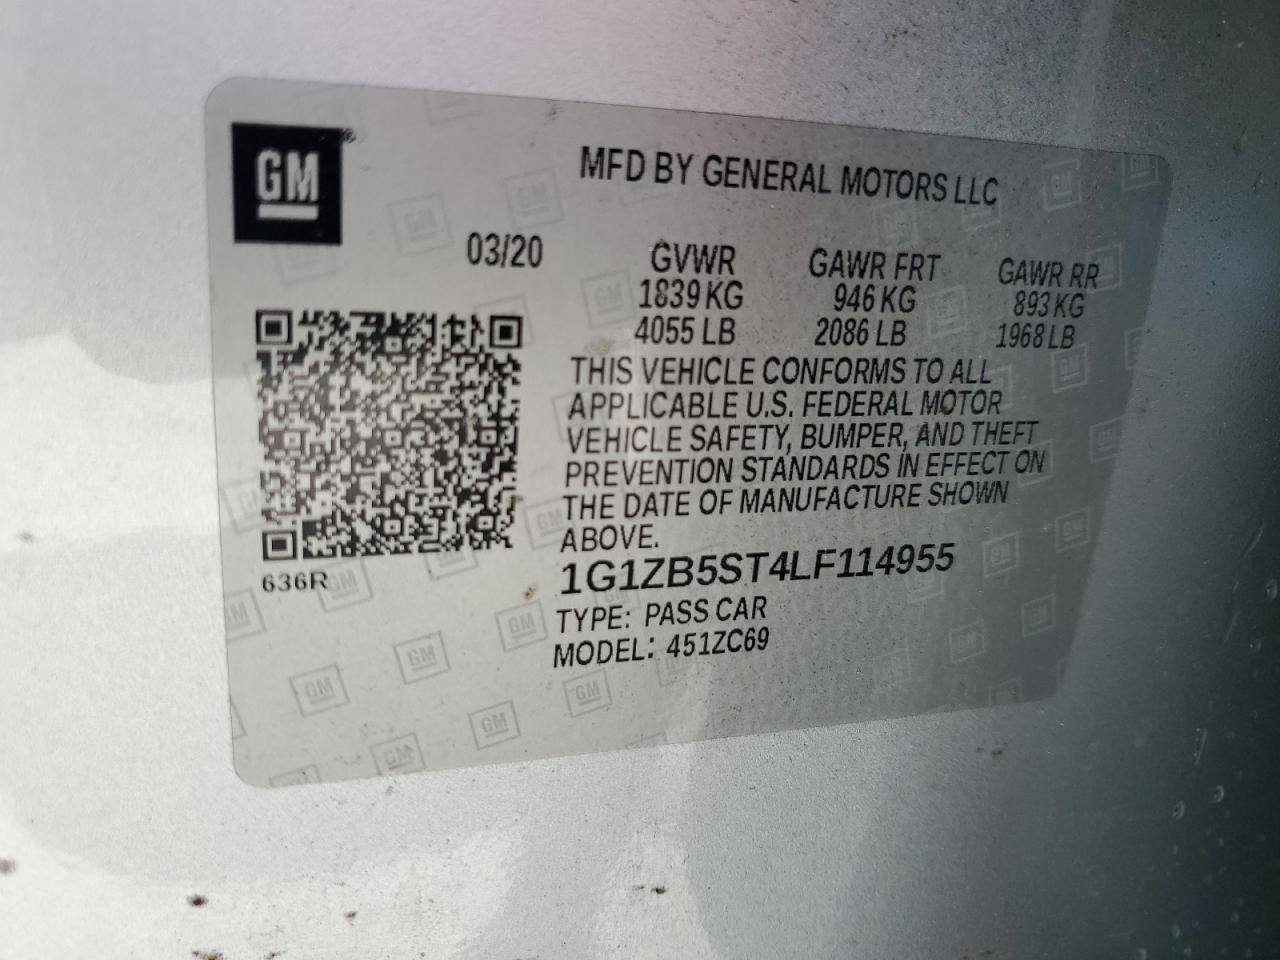 GM®
MFD BY GENERAL MOTORS LLC
03/20 GVWR GAWR FRT GAWR RR
1839 KG 946 KG 893 KG
4055 LB 2086 LB 1968 LB
THIS VEHICLE CONFORMS TO ALL
APPLICABLE U.S. FEDERAL MOTOR
VEHICLE SAFETY, BUMPER, AND THEFT
PREVENTION STANDARDS IN EFFECT ON
THE DATE OF MANUFACTURE SHOWN
ABOVE.
636R
1G1ZB5ST4LF114955
TYPE: PASS CAR
MODEL: 451ZC69